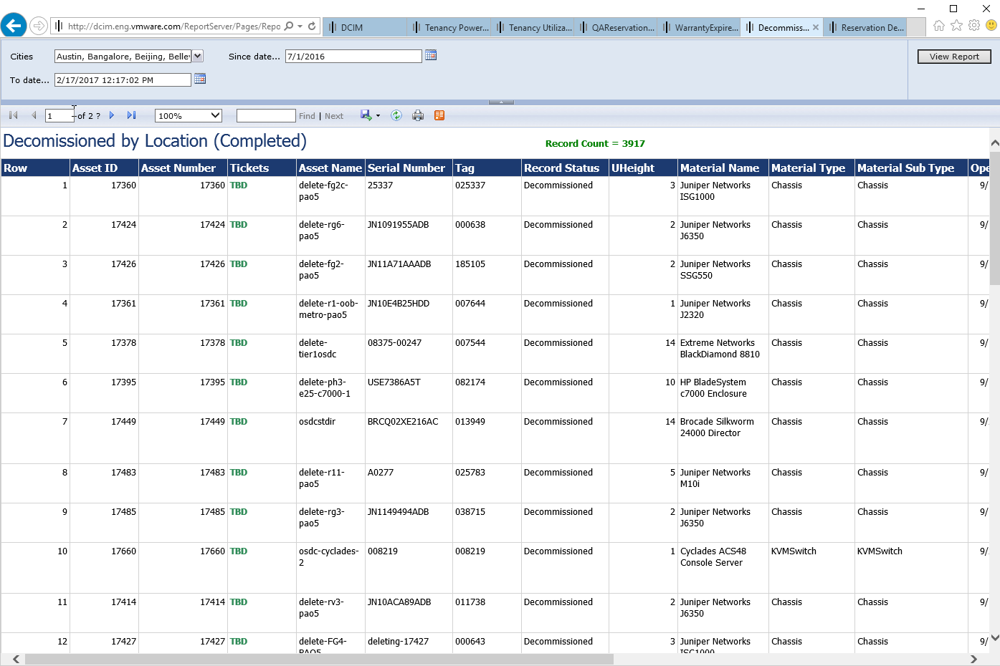 http://dcim.eng.vmware.com/ReportServer/Pages/Repo
DCIM
Tenancy Power...
Tenancy Utiliza...
QAReservation...
WarrantyExpire...
Decommiss...
Reservation De...
Cities
Austin, Bangalore, Beijing, Belle
Since date...
7/1/2016
View Report
To date...
2/17/2017 12:17:02 PM
1 of 2 ?
100%
Find | Next
Decomissioned by Location (Completed)
Record Count = 3917
Row Asset ID Asset Number Tickets Asset Name Serial Number Tag Record Status UHeight Material Name Material Type Material Sub Type Ope
1 17360 17360 TBD delete-fg2c- 25337 025337 Decommissioned 3 Juniper Networks Chassis Chassis 9/
pao5 ISG1000
2 17424 17424 TBD delete-rg6- JN1091955ADB 000638 Decommissioned 2 Juniper Networks Chassis Chassis 9/
pao5 J6350
3 17426 17426 TBD delete-fg2- JN11A71AAADB 185105 Decommissioned 2 Juniper Networks Chassis Chassis 9/
pao5 SSG550
4 17361 17361 TBD delete-r1-oob- JN10E4B25HDD 007644 Decommissioned 1 Juniper Networks Chassis Chassis 9/
metro-pao5 J2320
5 17378 17378 TBD delete- 08375-00247 007544 Decommissioned 14 Extreme Networks Chassis Chassis 9/
tier1osdc BlackDiamond 8810
6 17395 17395 TBD delete-ph3- USE7386A5T 082174 Decommissioned 10 HP BladeSystem Chassis Chassis 9/
e25-c7000-1 c7000 Enclosure
7 17449 17449 TBD osdcstdir BRCQ02XE216AC 013949 Decommissioned 14 Brocade Silkworm Chassis Chassis 9/
24000 Director
8 17483 17483 TBD delete-r11- A0277 025783 Decommissioned 5 Juniper Networks Chassis Chassis 9/
pao5 M10i
9 17485 17485 TBD delete-rg3- JN1149494ADB 038715 Decommissioned 2 Juniper Networks Chassis Chassis 9/
pao5 J6350
10 17660 17660 TBD osdc-cyclades- 008219 008219 Decommissioned 1 Cyclades ACS48 KVMSwitch KVMSwitch 9/
2 Console Server
11 17414 17414 TBD delete-rv3- JN10ACA89ADB 011738 Decommissioned 2 Juniper Networks Chassis Chassis 9/
pao5 J6350
12 17427 17427 TBD delete-FG4- deleting-17427 000643 Decommissioned 3 Juniper Networks Chassis Chassis 9/
PAO5 ISG1000